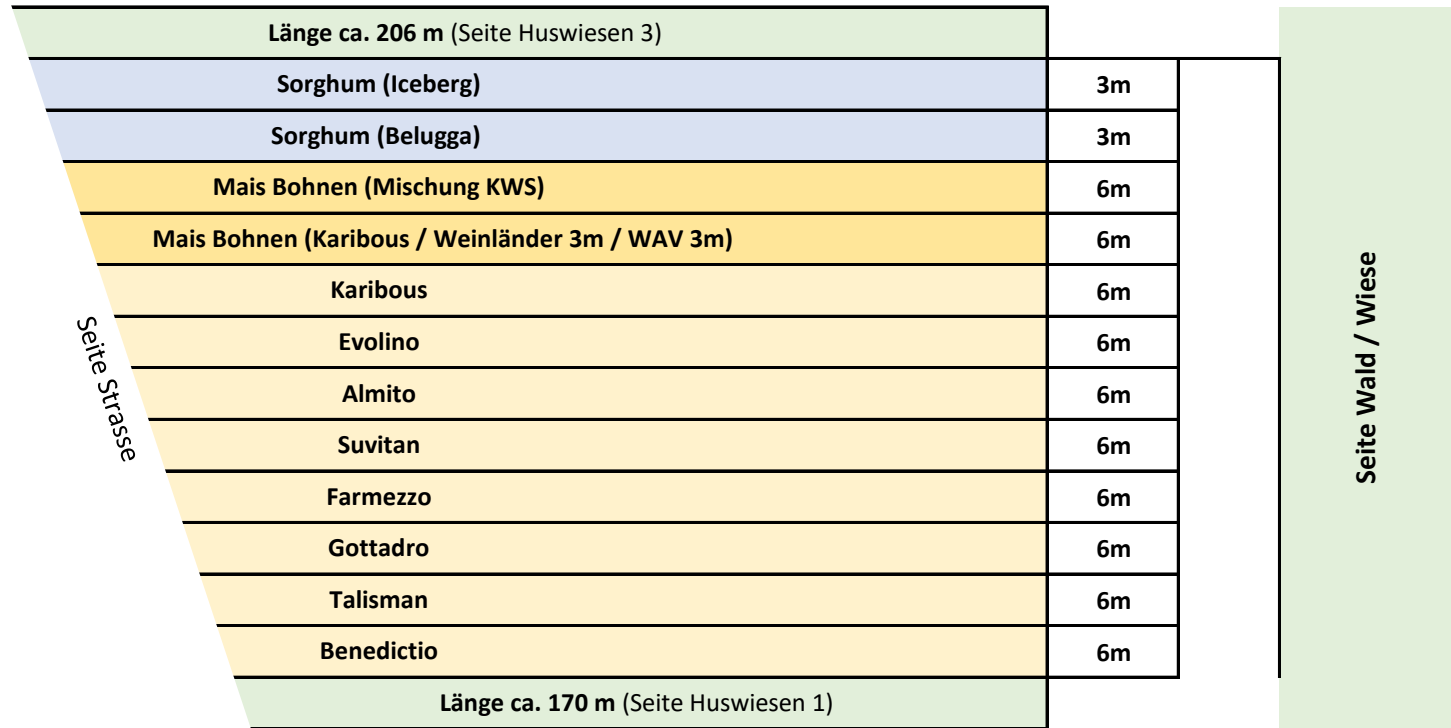 Länge ca. 206 m (Seite Huswiesen 3)
Sorghum (Iceberg) 3m
Sorghum (Belugga) 3m
Mais Bohnen (Mischung KWS) 6m
Mais Bohnen (Karibous / Weinländer 3m / WAV 3m) 6m
Karibous 6m
Evolino 6m
Almito 6m
Suvitan 6m
Farmezzo 6m
Gottadro 6m
Talisman 6m
Benedictio 6m
Länge ca. 170 m (Seite Huswiesen 1)
Seite Strasse
Seite Wald / Wiese